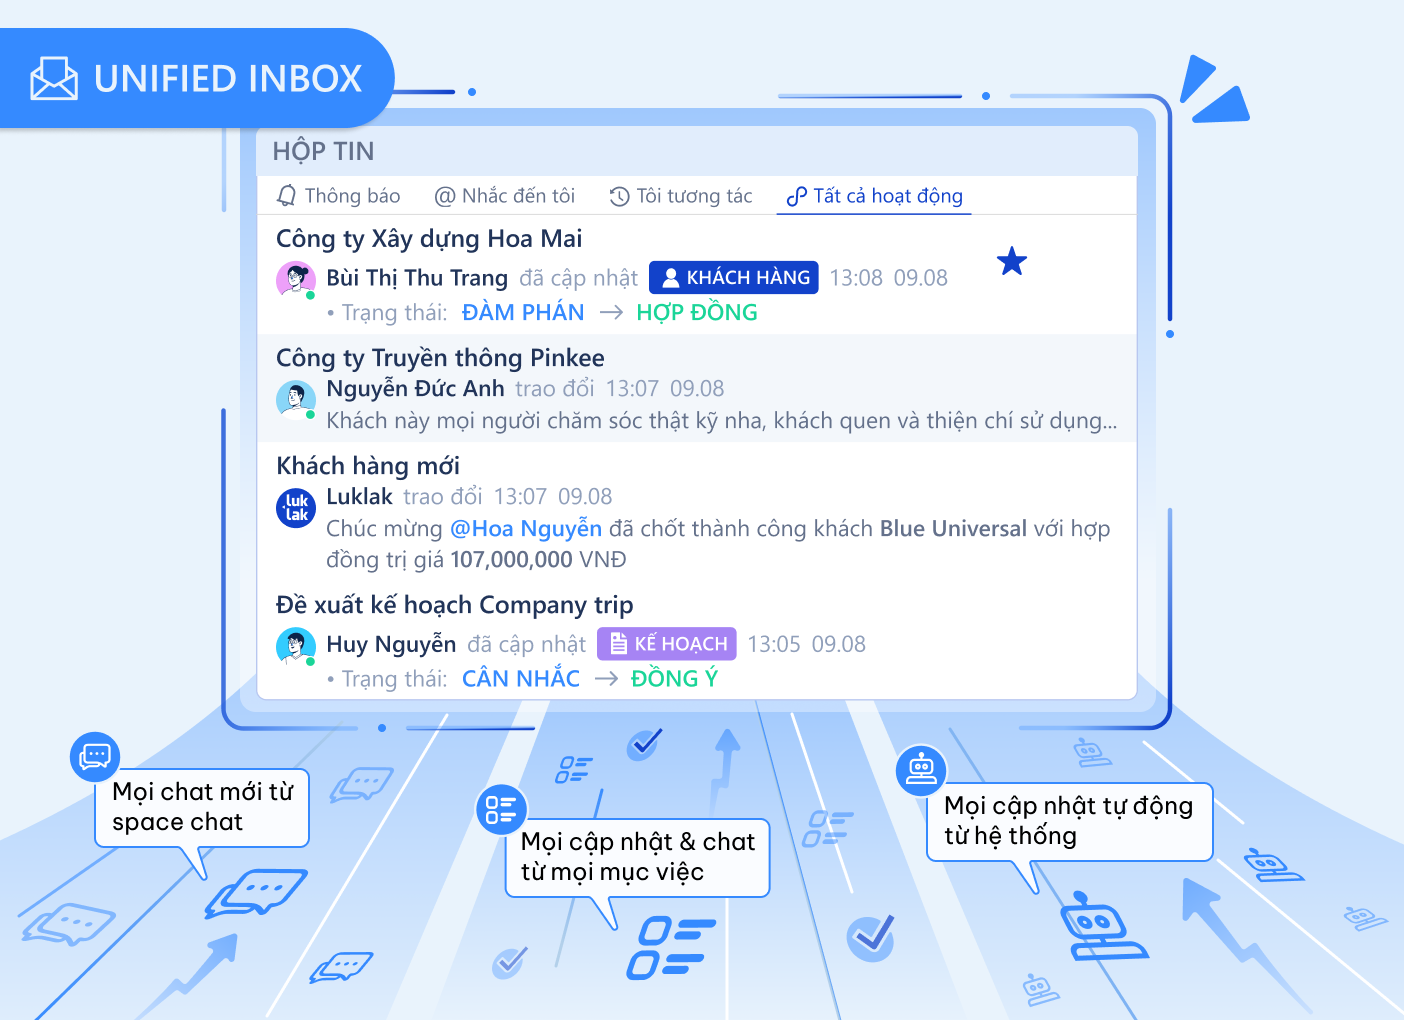 UNIFIED INBOX
HỘP TIN
Thông báo @ Nhắc đến tôi Tôi tương tác Tất cả hoạt động
Công ty Xây dựng Hoa Mai
Bùi Thị Thu Trang đã cập nhật KHÁCH HÀNG 13:08 09.08
• Trạng thái: ĐÀM PHÁN → HỢP ĐỒNG
Công ty Truyền thông Pinkee
Nguyễn Đức Anh trao đổi 13:07 09.08
Khách này mọi người chăm sóc thật kỹ nha, khách quen và thiện chí sử dụng...
Khách hàng mới
luk
lak
Luklak trao đổi 13:07 09.08
Chúc mừng @Hoa Nguyễn đã chốt thành công khách Blue Universal với hợp
đồng trị giá 107,000,000 VNĐ
Đề xuất kế hoạch Company trip
Huy Nguyễn đã cập nhật KẾ HOẠCH 13:05 09.08
• Trạng thái: CÂN NHẮC → ĐỒNG Ý
Mọi chat mới từ
space chat
Mọi cập nhật & chat
từ mọi mục việc
Mọi cập nhật tự động
từ hệ thống